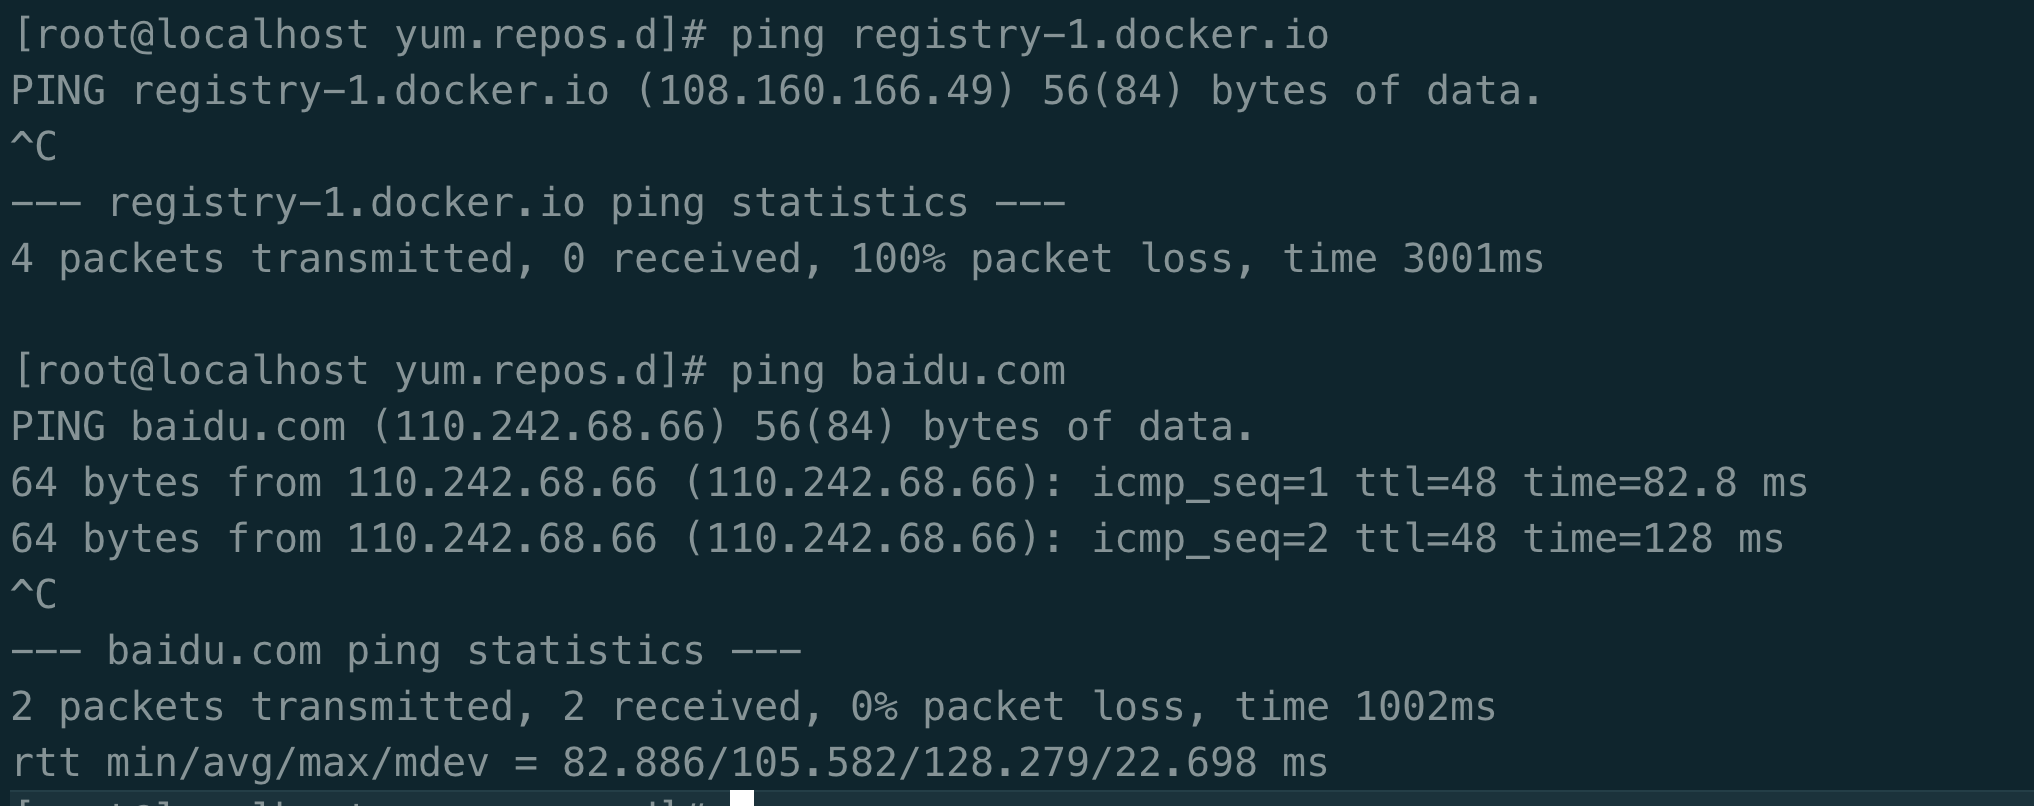 [root@localhost yum.repos.d]# ping registry-1.docker.io
PING registry-1.docker.io (108.160.166.49) 56(84) bytes of data.
^C
--- registry-1.docker.io ping statistics ---
4 packets transmitted, 0 received, 100% packet loss, time 3001ms
[root@localhost yum.repos.d]# ping baidu.com
PING baidu.com (110.242.68.66) 56(84) bytes of data.
64 bytes from 110.242.68.66 (110.242.68.66): icmp_seq=1 ttl=48 time=82.8 ms
64 bytes from 110.242.68.66 (110.242.68.66): icmp_seq=2 ttl=48 time=128 ms
^C
--- baidu.com ping statistics ---
2 packets transmitted, 2 received, 0% packet loss, time 1002ms
rtt min/avg/max/mdev = 82.886/105.582/128.279/22.698 ms